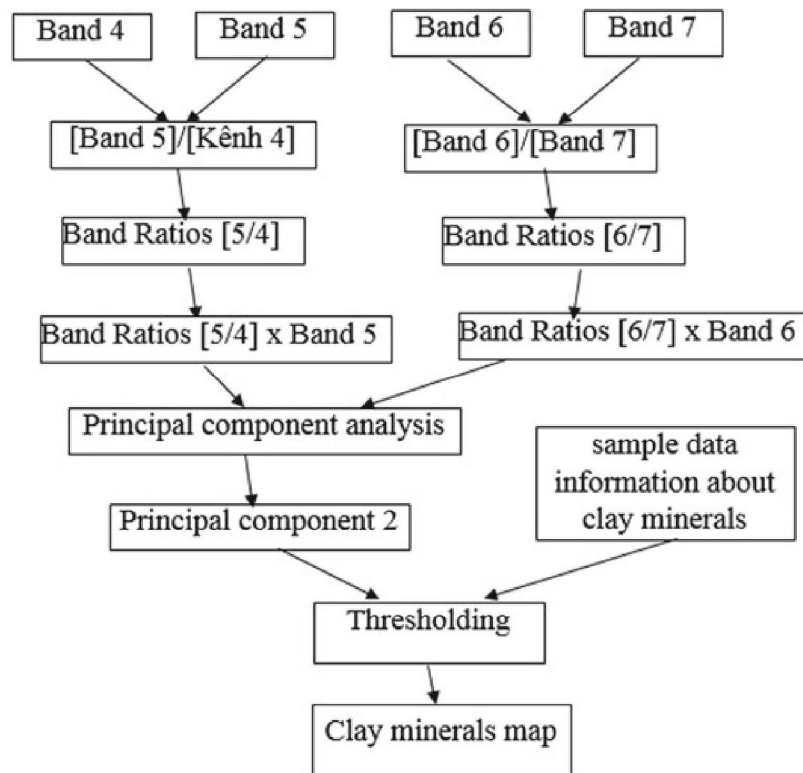 Band 4
Band 5
Band 6
Band 7
[Band 5]/[Kênh 4]
[Band 6]/[Band 7]
Band Ratios [5/4]
Band Ratios [6/7]
Band Ratios [5/4] x Band 5
Band Ratios [6/7] x Band 6
Principal component analysis
sample data
information about
clay minerals
Principal component 2
Thresholding
Clay minerals map